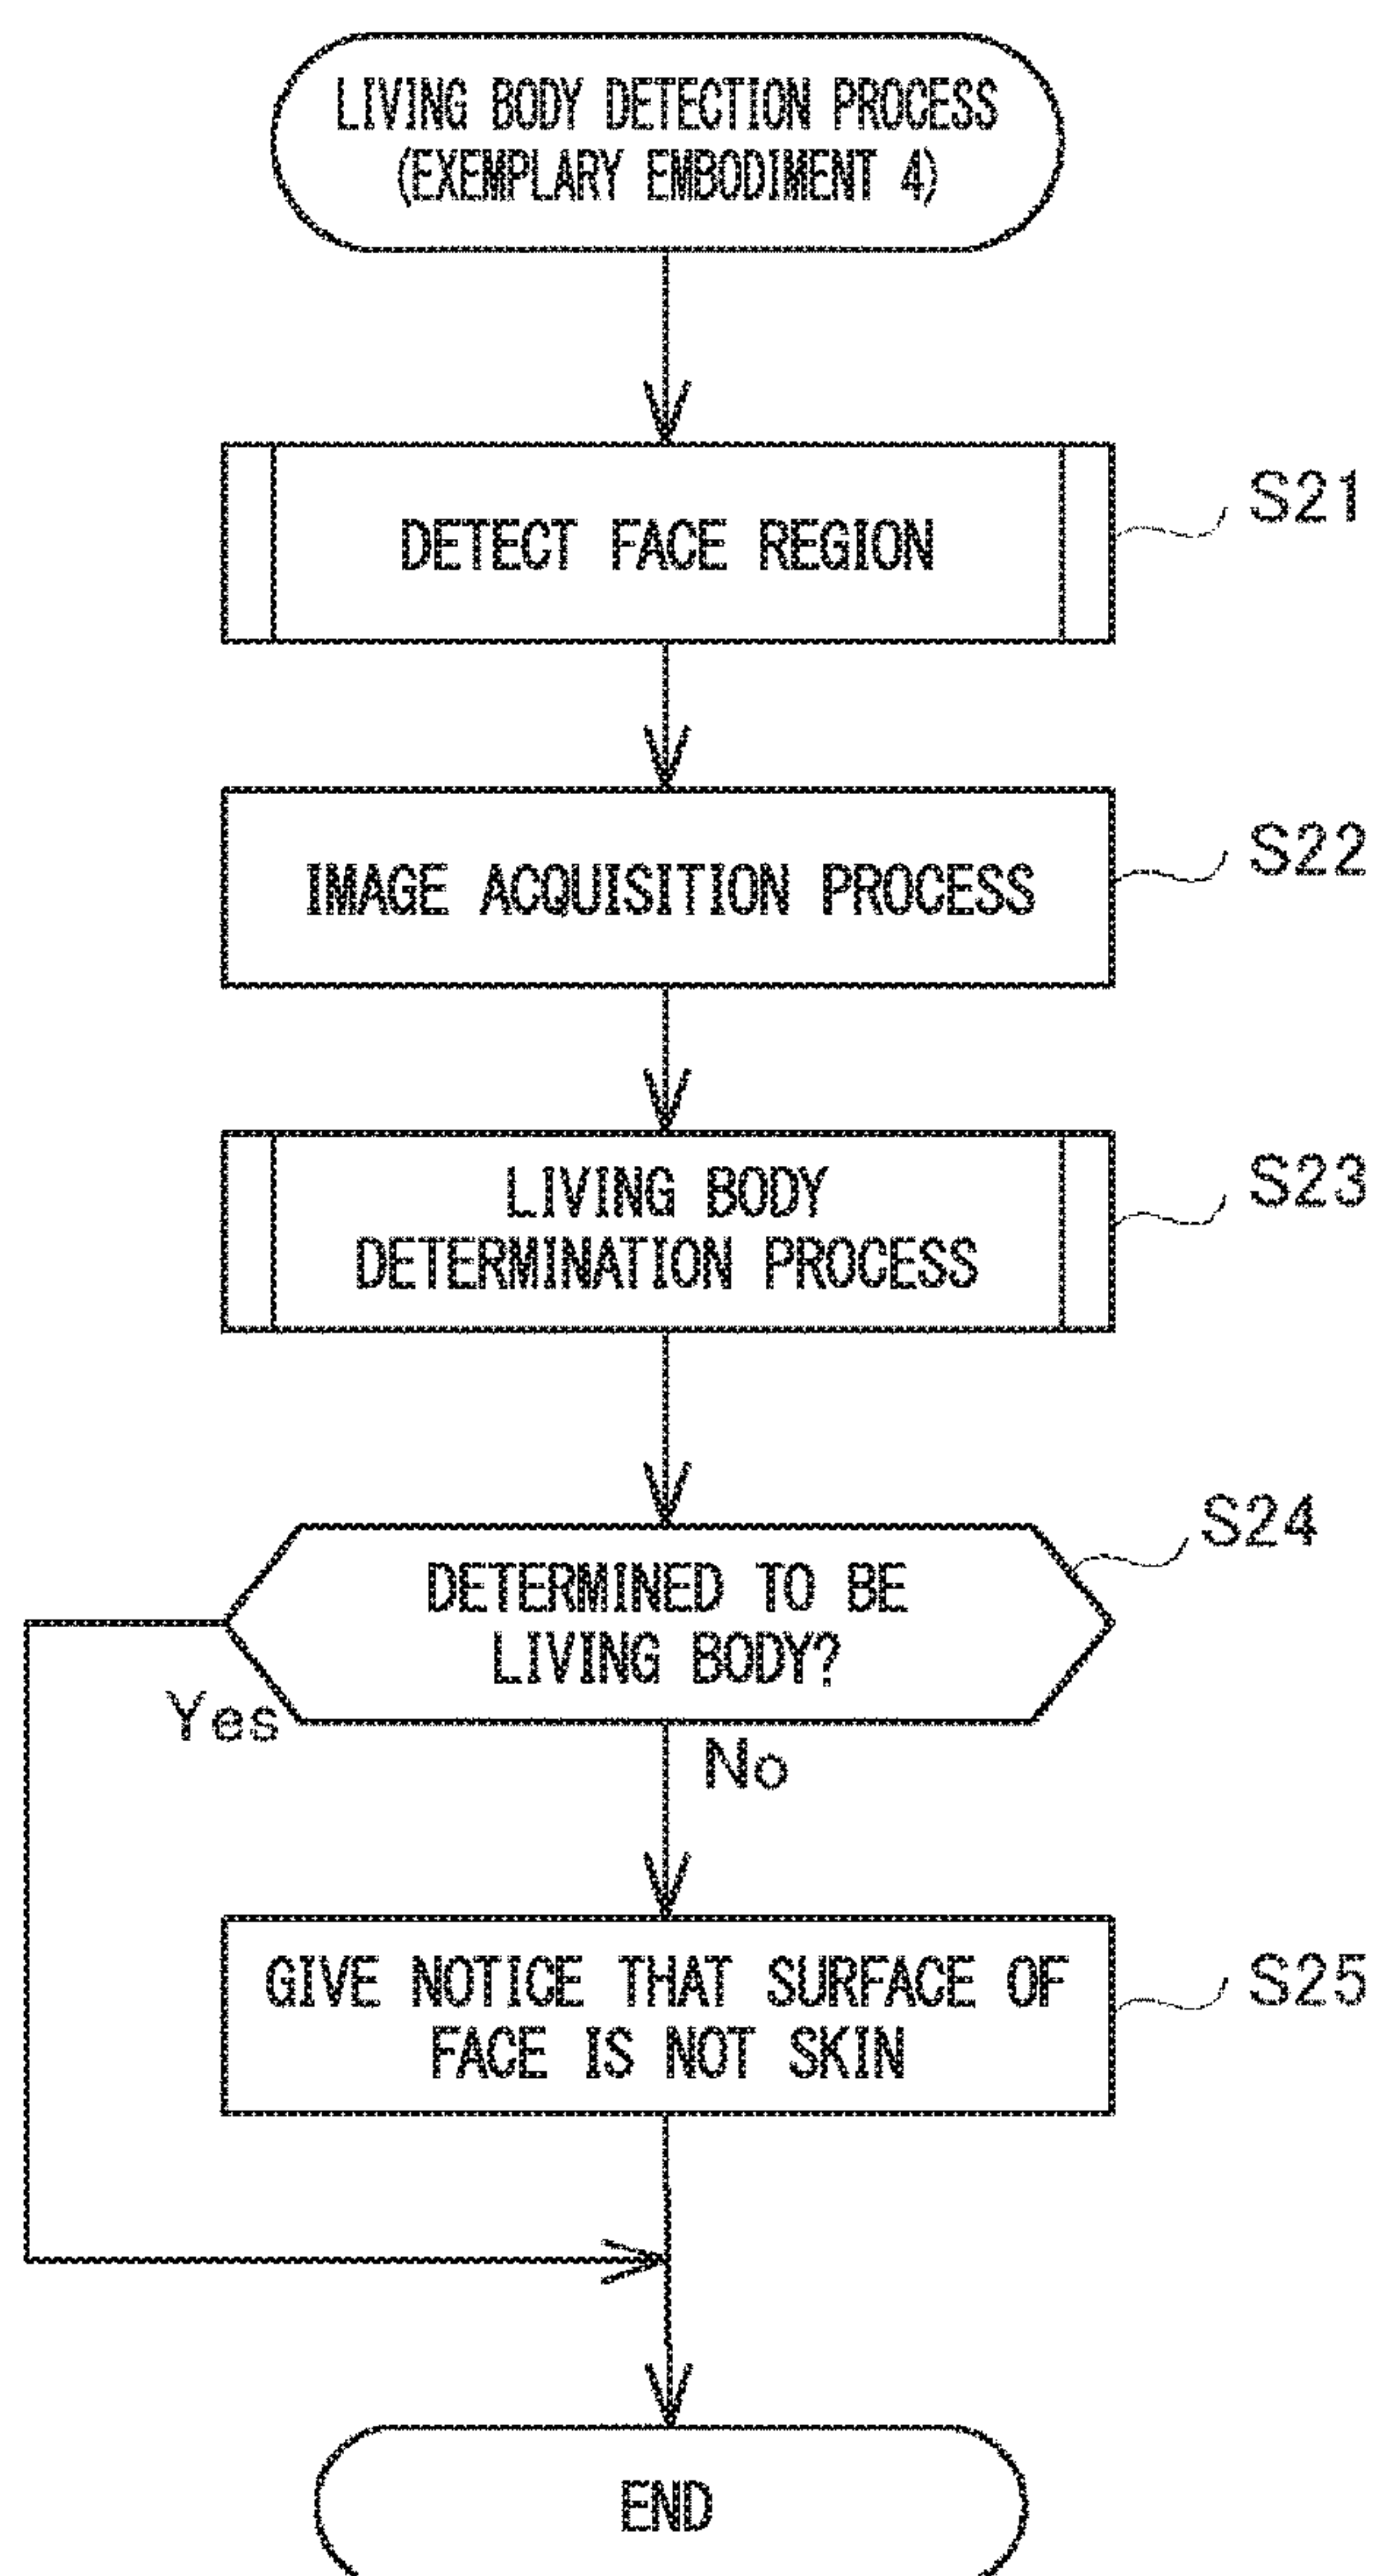 LIVING BODY DETECTION PROCESS
(EXEMPLARY EMBODIMENT 4)
DETECT FACE REGION
S21
IMAGE ACQUISITION PROCESS
S22
LIVING BODY
DETERMINATION PROCESS
S23
DETERMINED TO BE
LIVING BODY?
S24
Yes
No
GIVE NOTICE THAT SURFACE OF
FACE IS NOT SKIN
S25
END